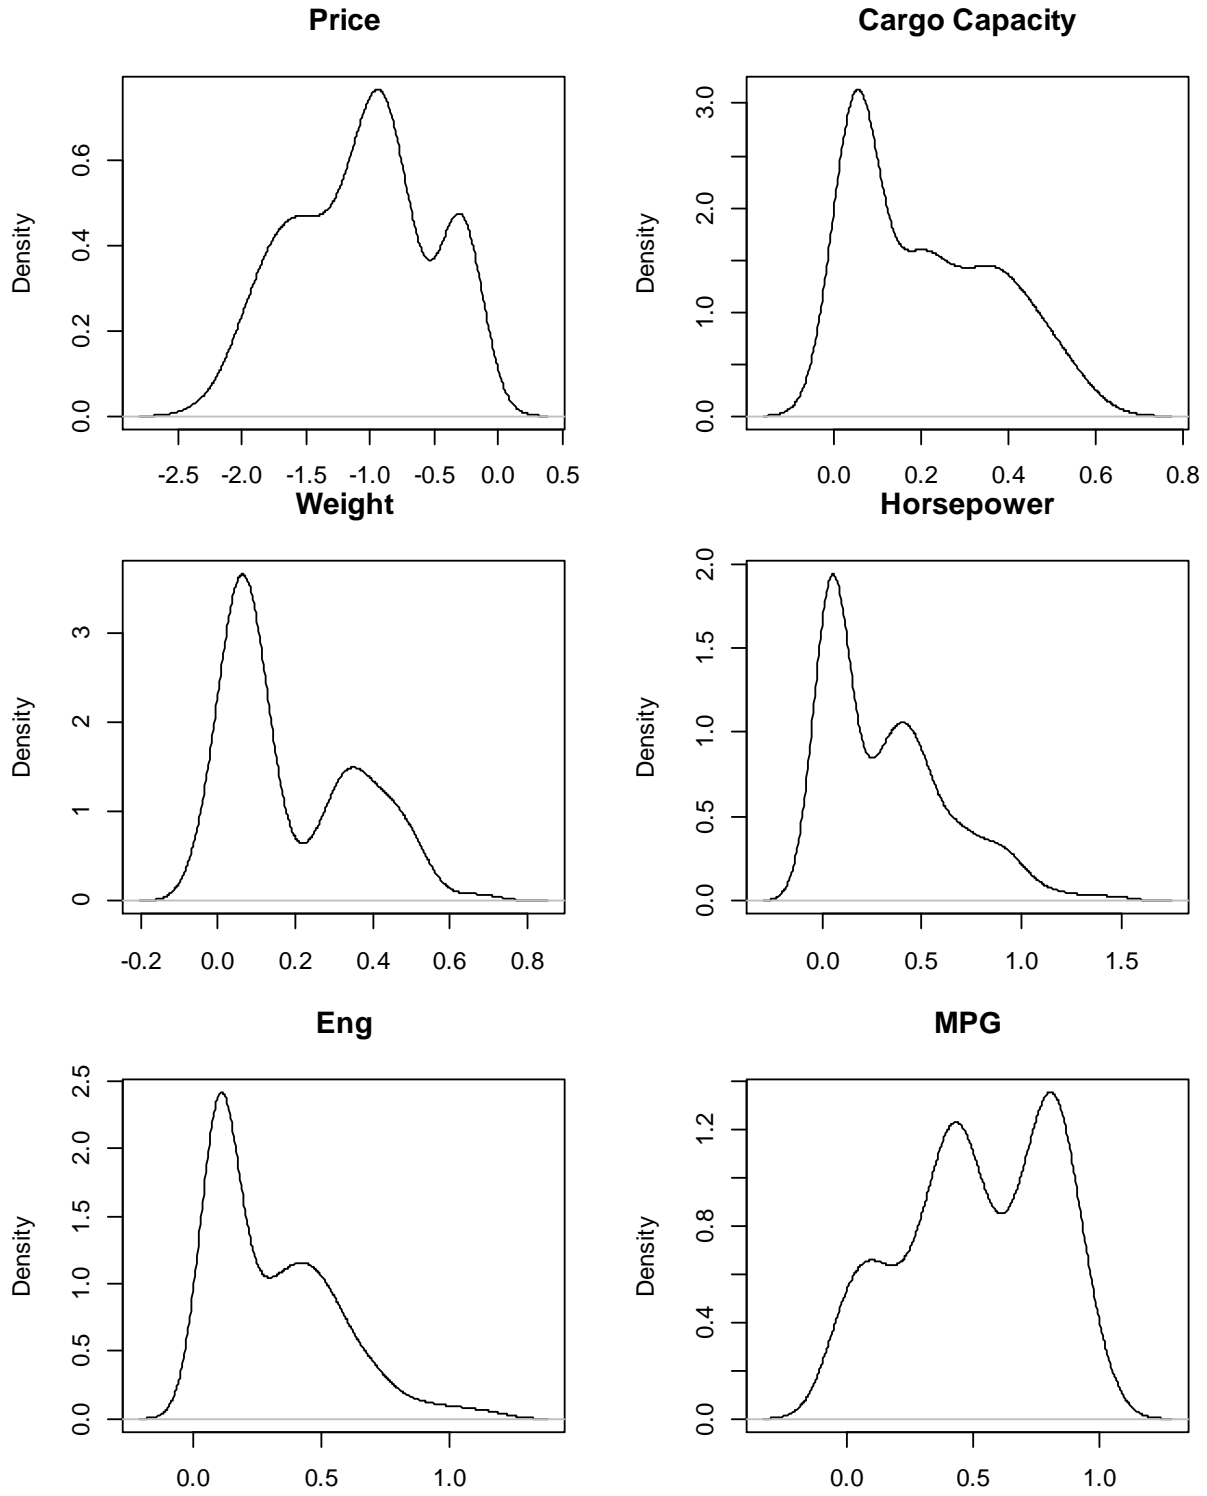 Price
Density
0.0 0.2 0.4 0.6
-2.5 -2.0 -1.5 -1.0 -0.5 0.0 0.5
Cargo Capacity
Density
0.0 1.0 2.0 3.0
0.0 0.2 0.4 0.6 0.8
Weight
Density
0 1 2 3
-0.2 0.0 0.2 0.4 0.6 0.8
Horsepower
Density
0.0 0.5 1.0 1.5 2.0
0.0 0.5 1.0 1.5
Eng
Density
0.0 0.5 1.0 1.5 2.0 2.5
0.0 0.5 1.0
MPG
Density
0.0 0.4 0.8 1.2
0.0 0.5 1.0